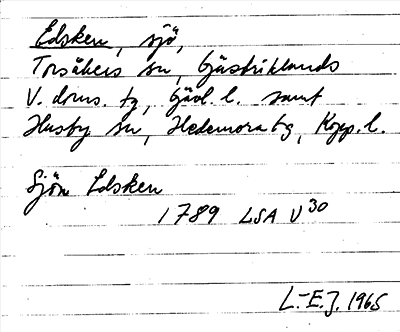 Edsken, sjö,
Torsåkers sn, Gästriklands
V. doms. tg, Gävl. l. samt
Husby sn, Hedemora tg, Kopp. l.
Sjön Edsken
1789 LSA V30
L.-E.J. 1965